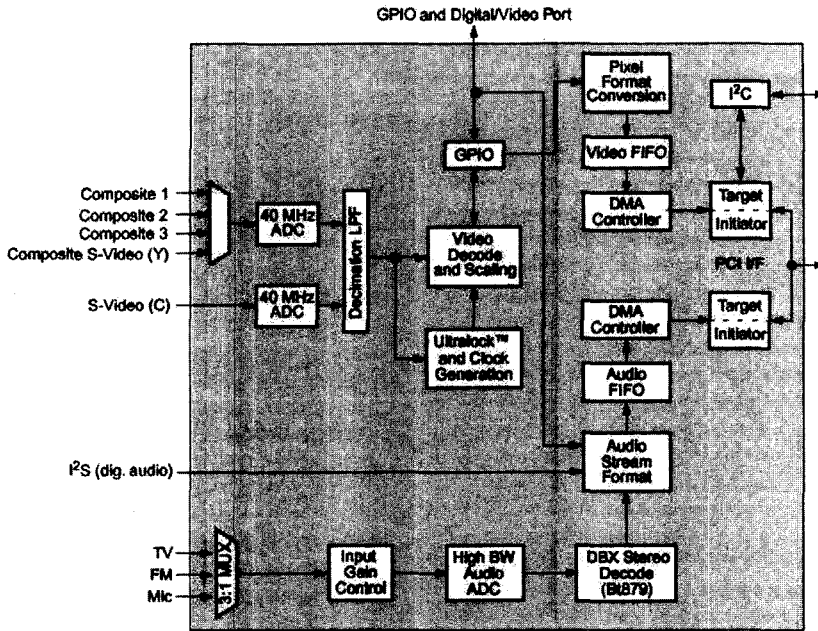 GPIO and Digital/Video Port
Pixel
Format
Conversion
I²C
GPIO
Video FIFO
Composite 1
Composite 2
Composite 3
Composite S-Video (Y)
40 MHz
ADC
Decimation LPF
Video
Decode
and Scaling
DMA
Controller
Target
Initiator
PCI I/F
S-Video (C)
40 MHz
ADC
Ultralock™
and Clock
Generation
DMA
Controller
Target
Initiator
Audio
FIFO
I²S (dig. audio)
Audio
Stream
Format
TV
FM
Mic
3:1 MUX
Input
Gain
Control
High BW
Audio
ADC
DBX Stereo
Decode
(Bt879)